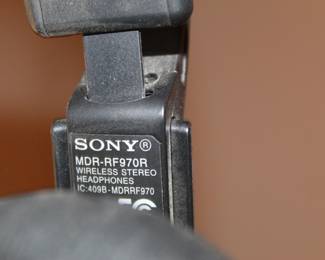 SONY®
MDR-RF970R
WIRELESS STEREO
HEADPHONES
IC:409B-MDRRF970